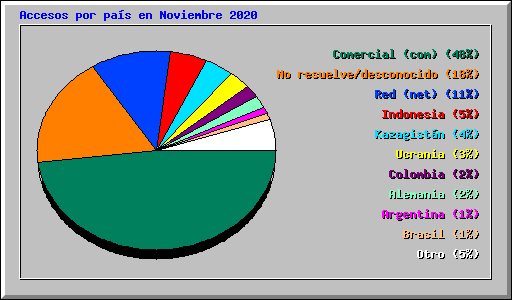 Accesos por país en Noviembre 2020
Comercial (com) (48%)
No resuelve/desconocido (18%)
Red (net) (11%)
Indonesia (5%)
Kazagistán (4%)
Ucrania (3%)
Colombia (2%)
Alemania (2%)
Argentina (1%)
Brasil (1%)
Otro (5%)